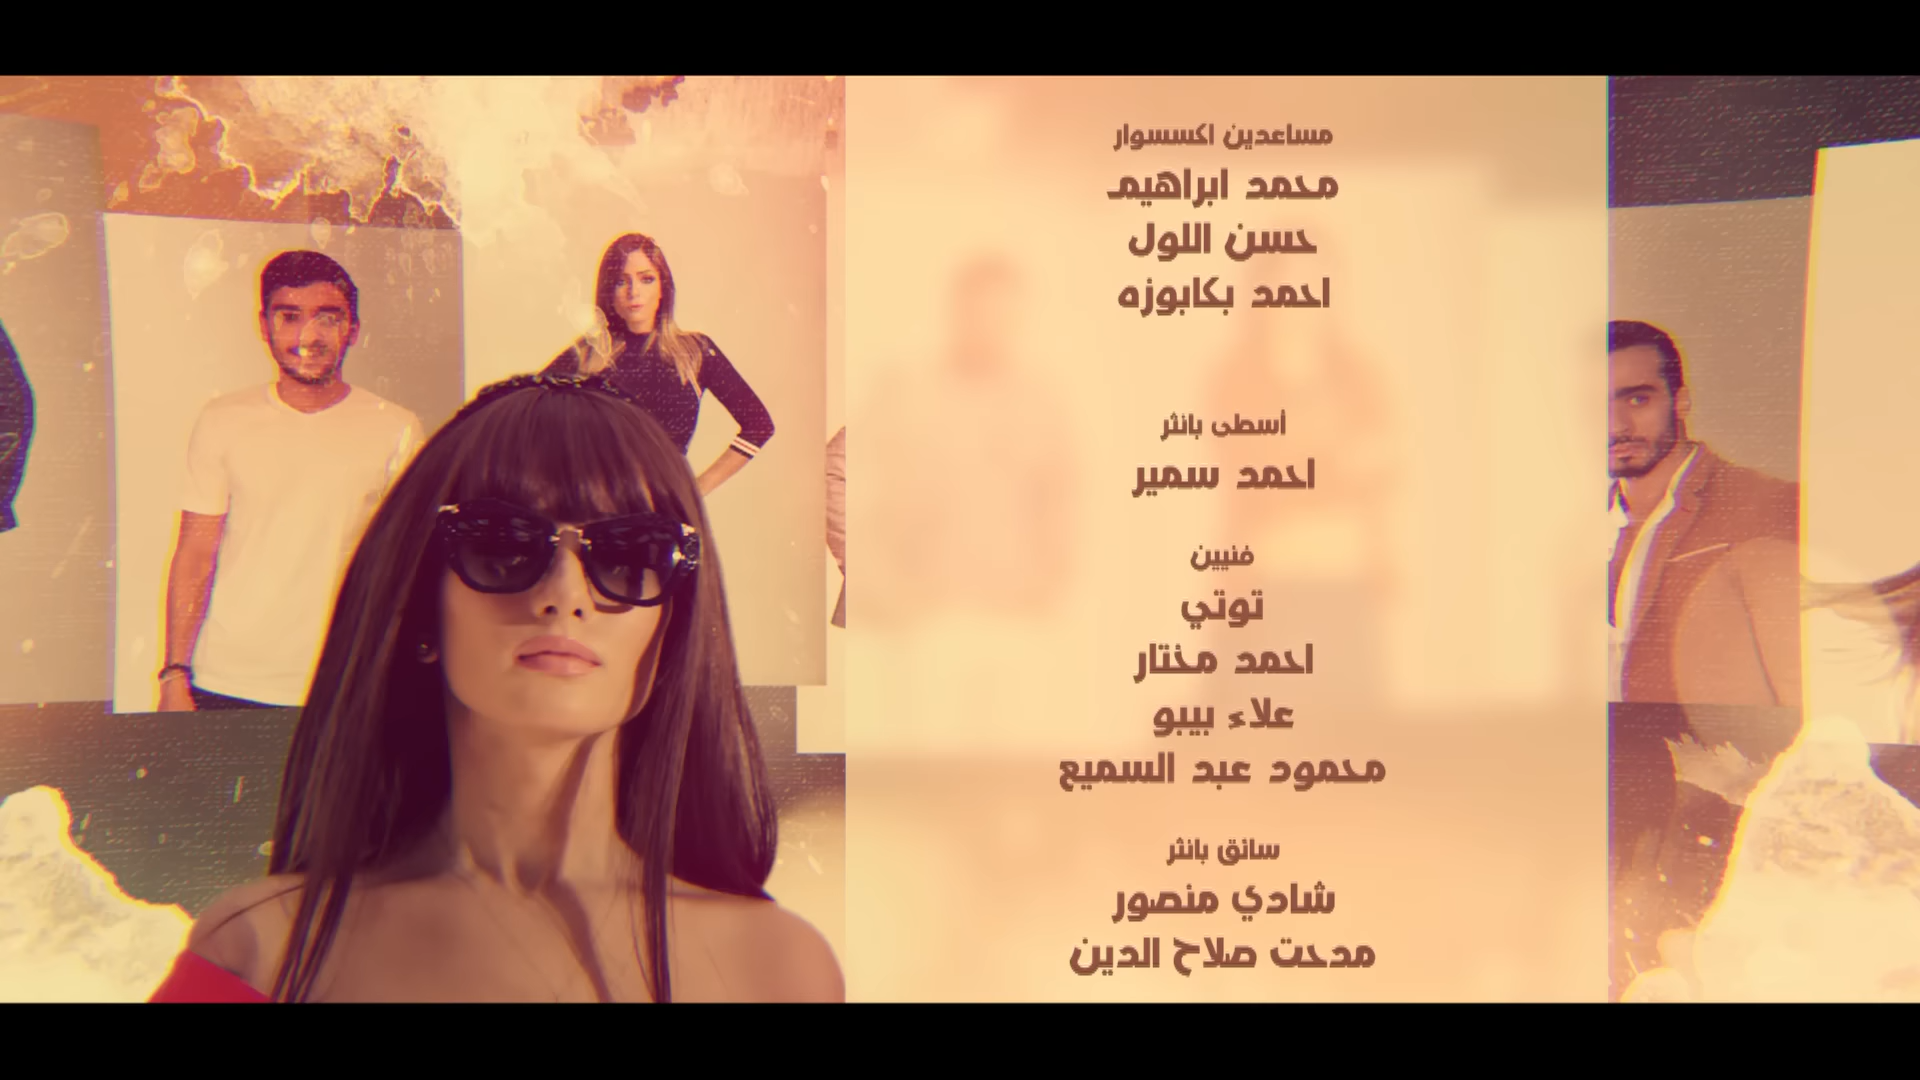 مساعدين اكسسوار
محمد ابراهيم
حسن اللول
احمد بكابوزه
أسطى بانثر
احمد سمير
فنيين
توتي
احمد مختار
علاء بيبو
محمود عبد السميع
سائق بانثر
شادي منصور
مدحت صلاح الدين